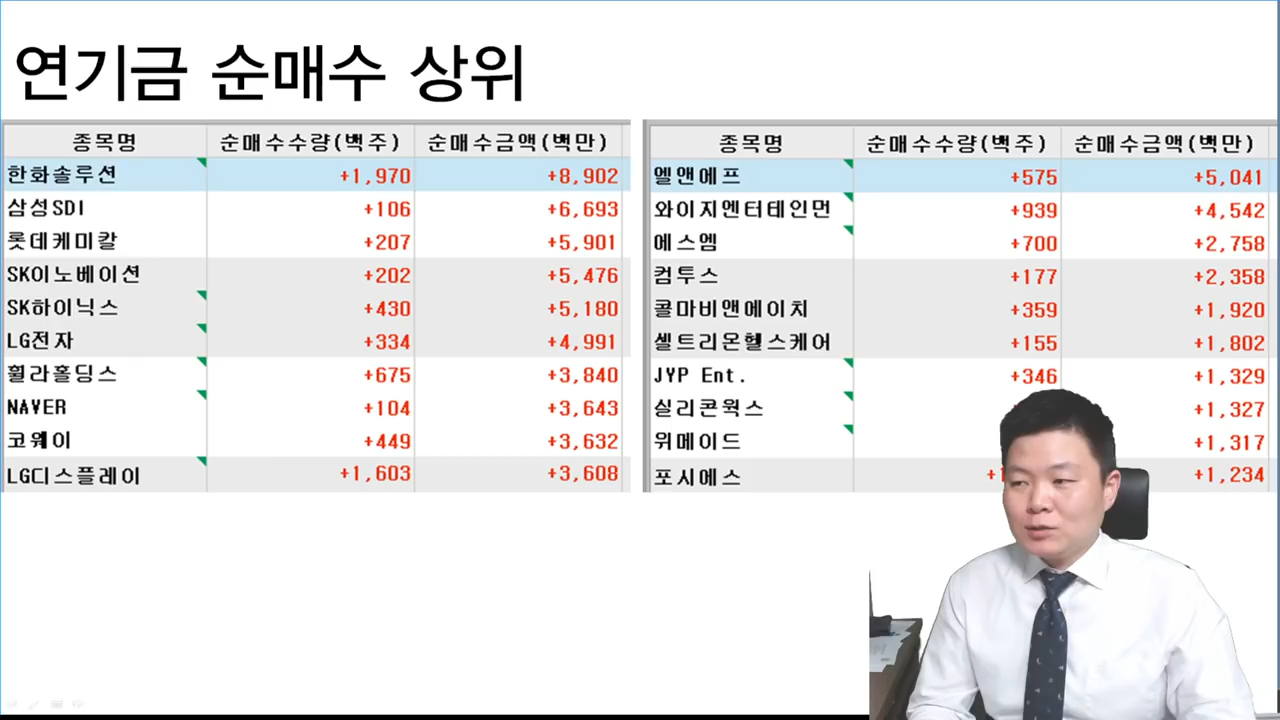 연기금 순매수 상위
종목명 순매수수량(백주) 순매수금액(백만)
한화솔루션 +1,970 +8,902
삼성SDI +106 +6,693
롯데케미칼 +207 +5,901
SK이노베이션 +202 +5,476
SK하이닉스 +430 +5,180
LG전자 +334 +4,991
휠라홀딩스 +675 +3,840
NAVER +104 +3,643
코웨이 +449 +3,632
LG디스플레이 +1,603 +3,608
종목명 순매수수량(백주) 순매수금액(백만)
엘앤에프 +575 +5,041
와이지엔터테인먼 +939 +4,542
에스엠 +700 +2,758
컴투스 +177 +2,358
콜마비앤에이치 +359 +1,920
셀트리온헬스케어 +155 +1,802
JYP Ent. +346 +1,329
실리콘웍스 +1,327
위메이드 +1,317
포시에스 +1,234